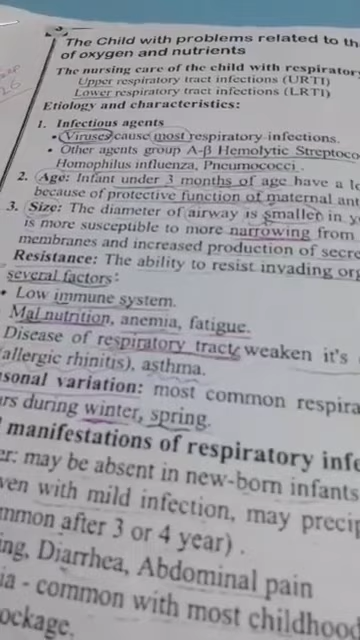 The Child with problems related to th
of oxygen and nutrients
The nursing care of the child with respirator
Upper respiratory tract infections (URTI)
Lower respiratory tract infections (LRTI)
Etiology and characteristics:
1. Infectious agents
• Viruses cause most respiratory infections.
• Other agents group A-β Hemolytic Streptoco
Homophilus influenza, Pneumococci.
2. Age: Infant under 3 months of age have a lo
because of protective function of maternal ant
3. Size: The diameter of airway is smaller in y
is more susceptible to more narrowing from
membranes and increased production of secre
Resistance: The ability to resist invading org
several factors:
• Low immune system.
Mal nutrition, anemia, fatigue.
Disease of respiratory tract, weaken it's
(allergic rhinitis), asthma.
sonal variation: most common respira
rs during winter, spring.
manifestations of respiratory infe
er: may be absent in new-born infants
ven with mild infection, may precip
mmon after 3 or 4 year) .
ing, Diarrhea, Abdominal pain
ia - common with most childhood
ockage.